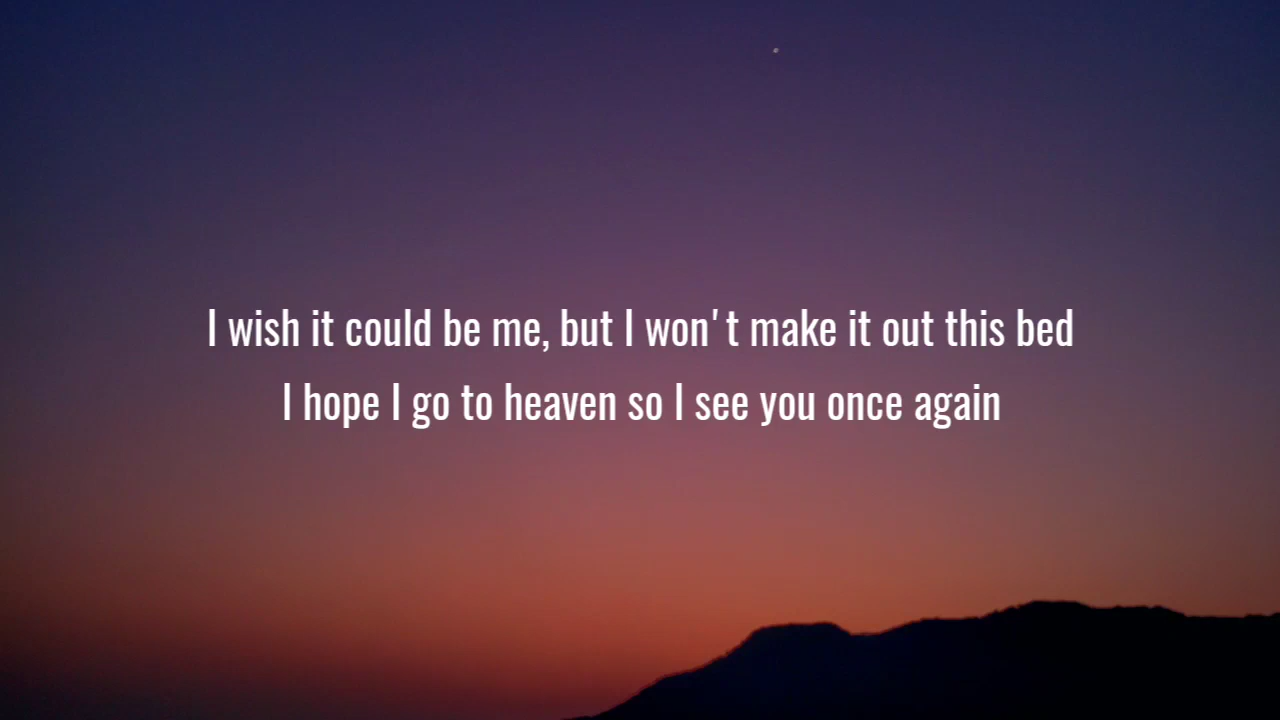 I wish it could be me, but I won't make it out this bed
I hope I go to heaven so I see you once again